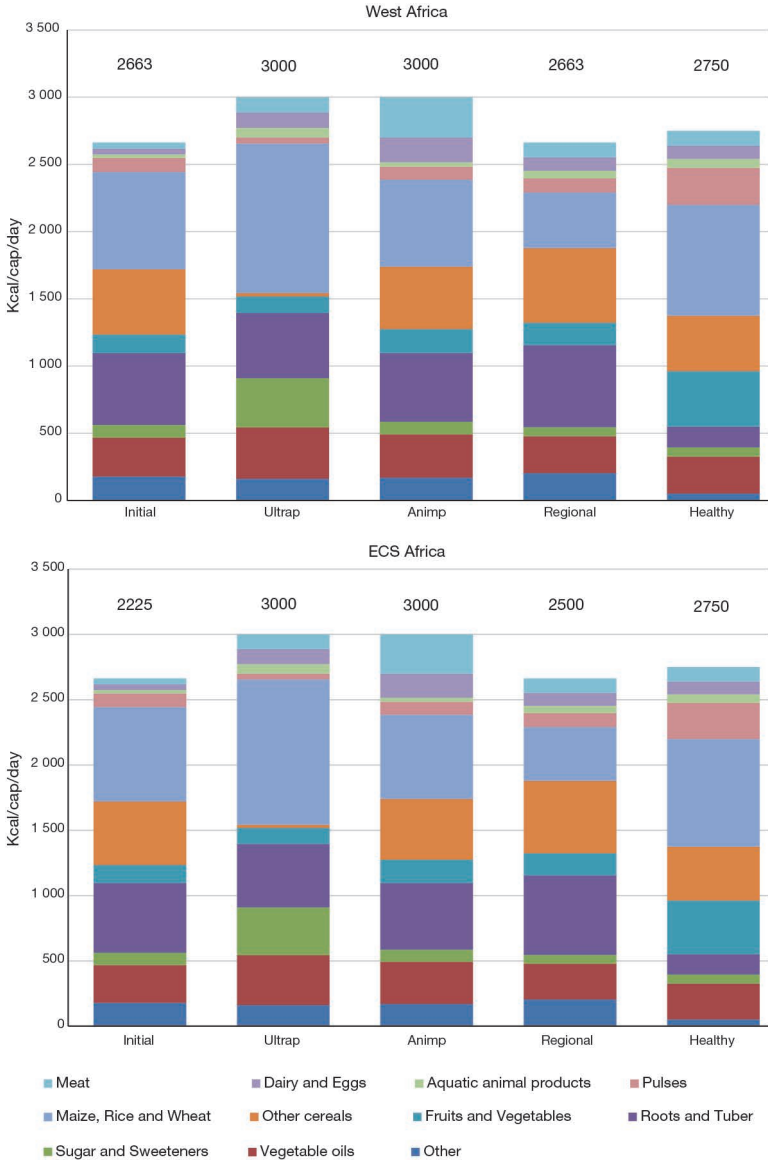 West Africa
3 500
2663 3000 3000 2663 2750
3 000
2 500
2 000
Kcal/cap/day
1 500
1 000
500
0
Initial Ultrap Animp Regional Healthy
ECS Africa
3 500
2225 3000 3000 2500 2750
3 000
2 500
2 000
Kcal/cap/day
1 500
1 000
500
0
Initial Ultrap Animp Regional Healthy
Meat Dairy and Eggs Aquatic animal products Pulses
Maize, Rice and Wheat Other cereals Fruits and Vegetables Roots and Tuber
Sugar and Sweeteners Vegetable oils Other